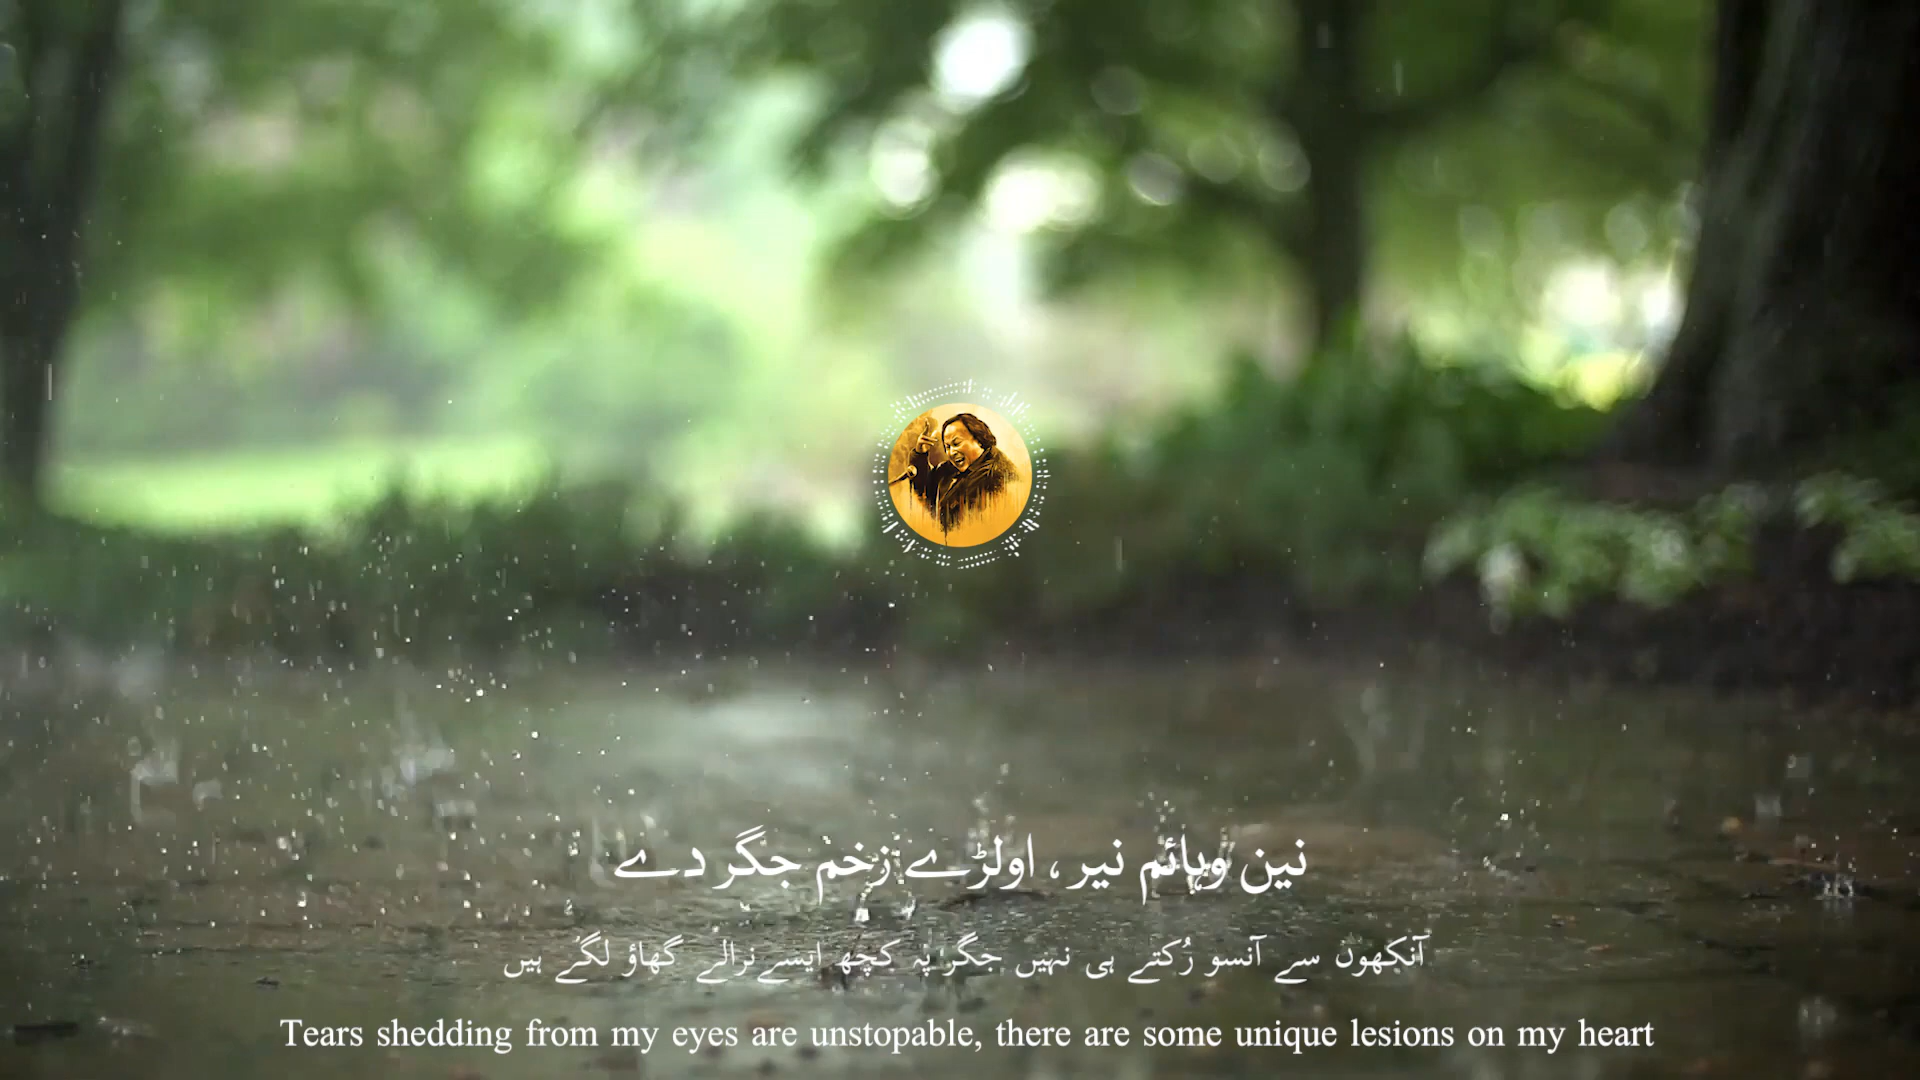 نین وہائم نیر ، اولڑے زخم جگر دے
آنکھوں سے آنسو رُکتے ہی نہیں جگر پہ کچھ ایسے نرالے گھاؤ لگے ہیں
Tears shedding from my eyes are unstopable, there are some unique lesions on my heart